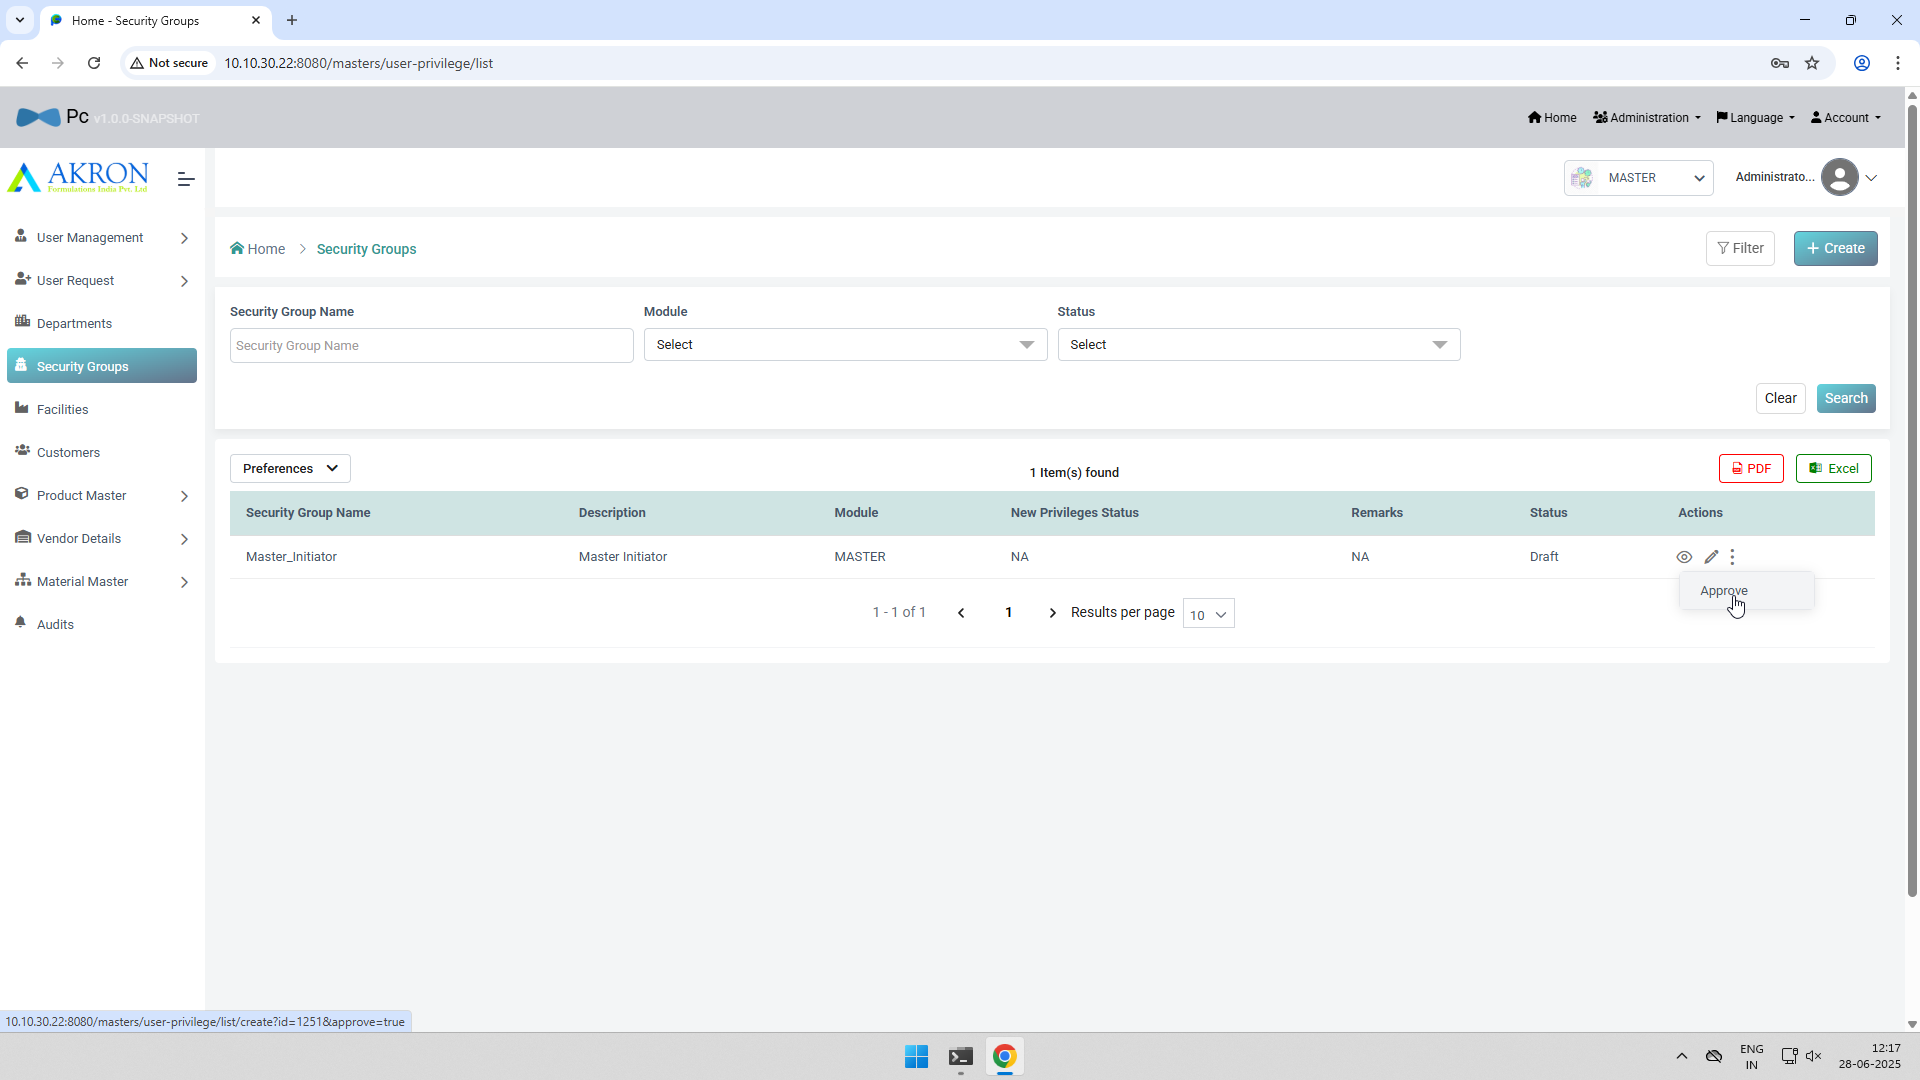 Home - Security Groups
Not secure
10.10.30.22:8080/masters/user-privilege/list
Pc v1.0.0-SNAPSHOT
Home
Administration
Language
Account
AKRON
Formulations India Pvt. Ltd
MASTER
Administrato...
User Management
User Request
Departments
Security Groups
Facilities
Customers
Product Master
Vendor Details
Material Master
Audits
Home > Security Groups
Filter
+ Create
Security Group Name
Module
Status
Security Group Name
Select
Select
Clear
Search
Preferences
1 Item(s) found
PDF
Excel
Security Group Name Description Module New Privileges Status Remarks Status Actions
Master_Initiator Master Initiator MASTER NA NA Draft
Approve
1 - 1 of 1
1
Results per page
10
10.10.30.22:8080/masters/user-privilege/list/create?id=1251&approve=true
ENG
IN
12:17
28-06-2025